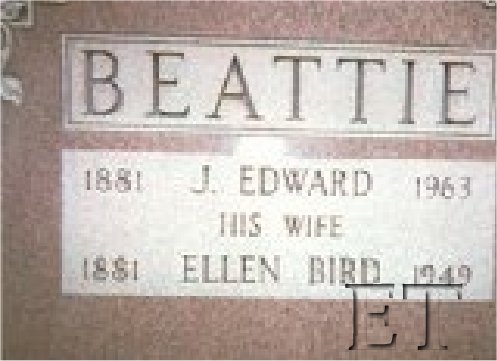 BEATTIE
1881 J. EDWARD 1963
HIS WIFE
1881 ELLEN BIRD 1949
ET